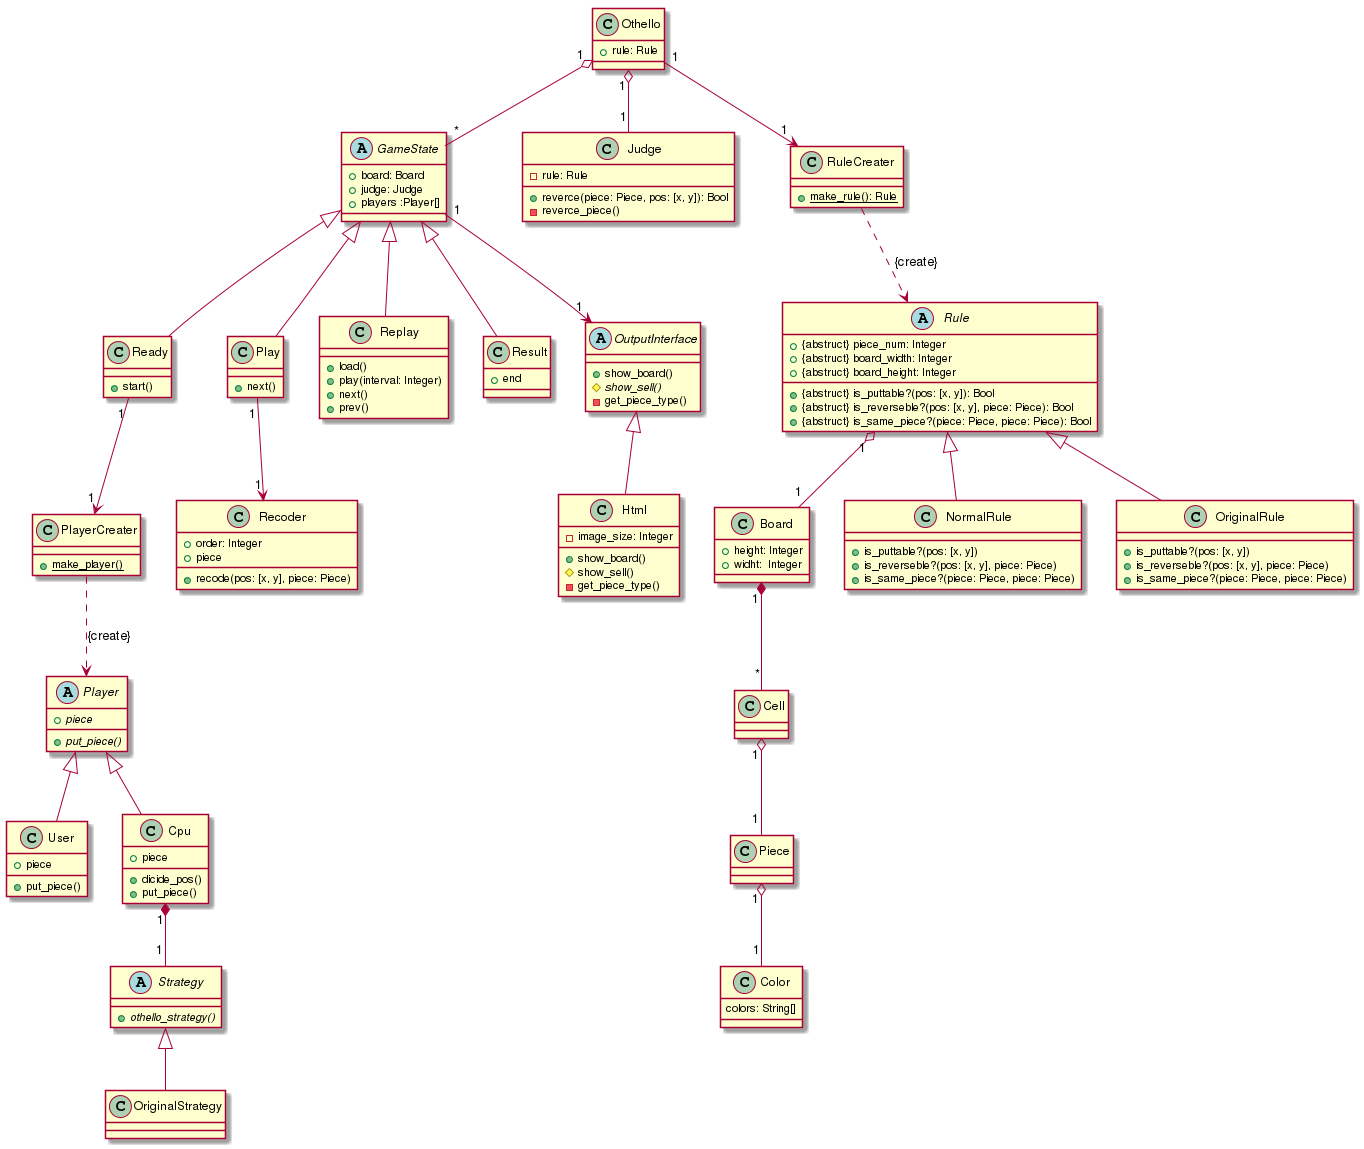 C Othello
rule: Rule
1
1
1
*
1
1
A GameState
board: Board
judge: Judge
players :Player[]
C Judge
rule: Rule
reverce(piece: Piece, pos: [x, y]): Bool
reverce_piece()
C RuleCreater
make_rule(): Rule
1
{create}
1
C Ready
start()
C Play
next()
C Replay
load()
play(interval: Integer)
next()
prev()
C Result
end
A OutputInterface
show_board()
show_sell()
get_piece_type()
A Rule
{abstruct} piece_num: Integer
{abstruct} board_width: Integer
{abstruct} board_height: Integer
{abstruct} is_puttable?(pos: [x, y]): Bool
{abstruct} is_reverseble?(pos: [x, y], piece: Piece): Bool
{abstruct} is_same_piece?(piece: Piece, piece: Piece): Bool
1
1
1
1
1
1
C PlayerCreater
make_player()
C Recoder
order: Integer
piece
recode(pos: [x, y], piece: Piece)
C Html
image_size: Integer
show_board()
show_sell()
get_piece_type()
C Board
height: Integer
widht: Integer
C NormalRule
is_puttable?(pos: [x, y])
is_reverseble?(pos: [x, y], piece: Piece)
is_same_piece?(piece: Piece, piece: Piece)
C OriginalRule
is_puttable?(pos: [x, y])
is_reverseble?(pos: [x, y], piece: Piece)
is_same_piece?(piece: Piece, piece: Piece)
1
{create}
*
A Player
piece
put_piece()
C Cell
1
1
C User
piece
put_piece()
C Cpu
piece
dicide_pos()
put_piece()
C Piece
1
1
1
1
A Strategy
othello_strategy()
C Color
colors: String[]
C OriginalStrategy